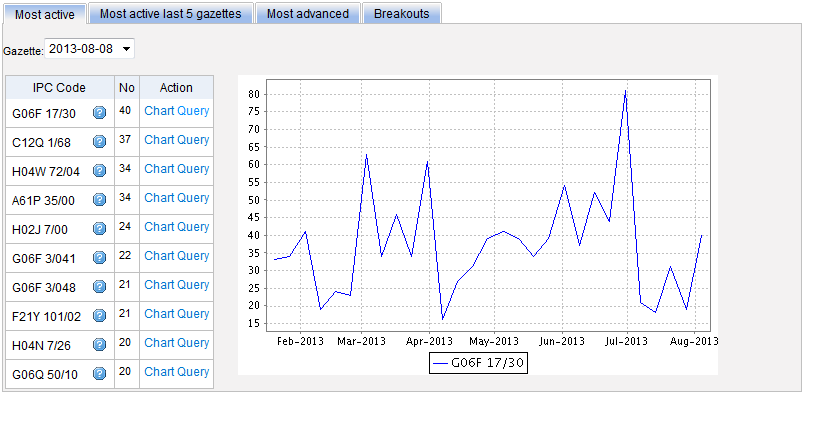 Most active Most active last 5 gazettes Most advanced Breakouts
Gazette: 2013-08-08
IPC Code No Action
G06F 17/30 ? 40 Chart Query
C12Q 1/68 ? 37 Chart Query
H04W 72/04 ? 34 Chart Query
A61P 35/00 ? 34 Chart Query
H02J 7/00 ? 24 Chart Query
G06F 3/041 ? 22 Chart Query
G06F 3/048 ? 21 Chart Query
F21Y 101/02 ? 21 Chart Query
H04N 7/26 ? 20 Chart Query
G06Q 50/10 ? 20 Chart Query
80
75
70
65
60
55
50
45
40
35
30
25
20
15
Feb-2013 Mar-2013 Apr-2013 May-2013 Jun-2013 Jul-2013 Aug-2013
G06F 17/30